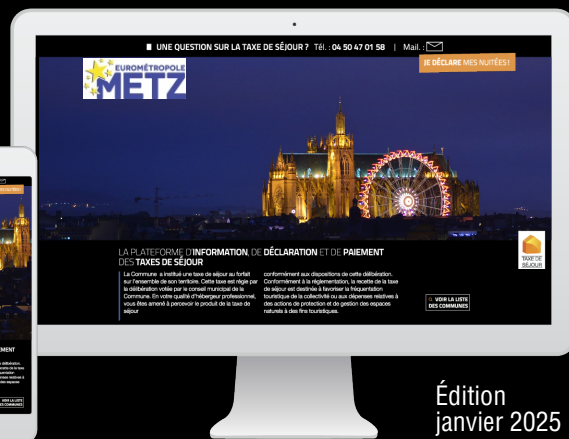 ■ UNE QUESTION SUR LA TAXE DE SÉJOUR ? Tél. : 04 50 47 01 58 | Mail. :
JE DÉCLARE MES NUITÉES !
EUROMÉTROPOLE
METZ
LA PLATEFORME D'INFORMATION, DE DÉCLARATION ET DE PAIEMENT
DES TAXES DE SÉJOUR
La Commune a institué une taxe de séjour au forfait
sur l'ensemble de son territoire. Cette taxe est régie par
la délibération votée par le conseil municipal de la
Commune. En votre qualité d'hébergeur professionnel,
vous êtes amené à percevoir le produit de la taxe de
séjour
conformément aux dispositions de cette délibération.
Conformément à la réglementation, la recette de la taxe
de séjour est destinée à favoriser la fréquentation
touristique de la collectivité ou aux dépenses relatives à
des actions de protection et de gestion des espaces
naturels à des fins touristiques.
TAXE DE
SÉJOUR
VOIR LA LISTE
DES COMMUNES
EMENT
VOIR LA LISTE
DES COMMUNES
Édition
janvier 2025